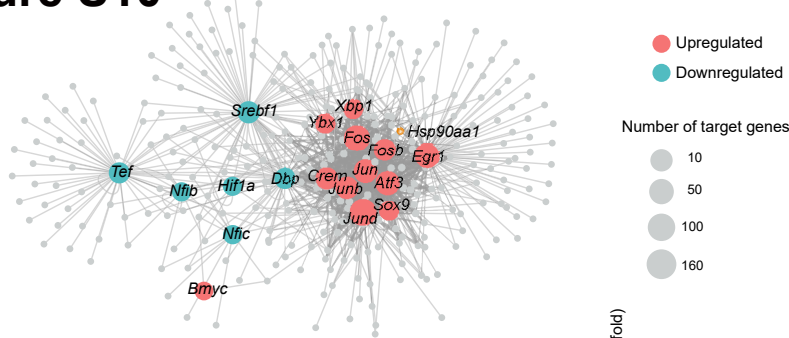 Upregulated
Downregulated
Number of target genes
10
50
100
160
Srebf1
Xbp1
Ybx1
Hsp90aa1
Fos
Fosb
Egr1
Tef
Nfib
Hif1a
Dbp
Crem
Jun
Junb
Atf3
Sox9
Jund
Nfic
Bmyc
fold)